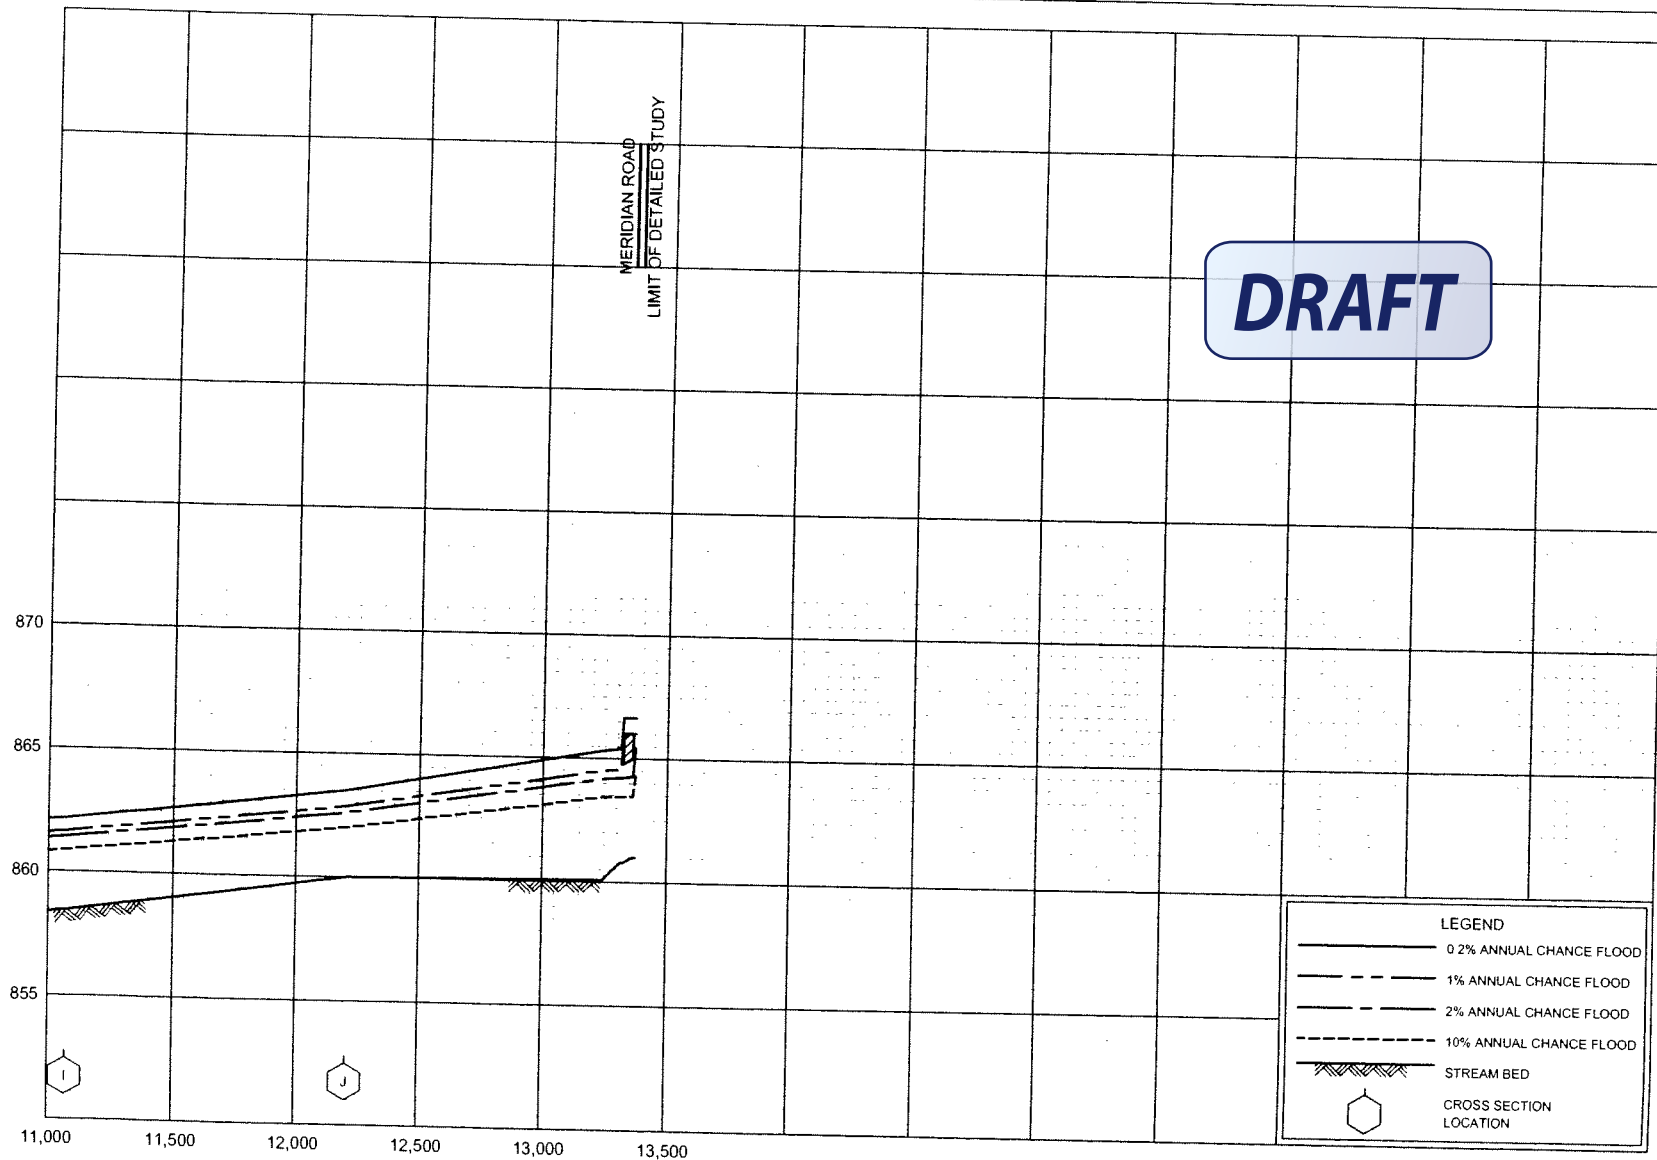 MERIDIAN ROAD
LIMIT OF DETAILED STUDY
DRAFT
870
865
860
855
I
J
11,000
11,500
12,000
12,500
13,000
13,500
LEGEND
0 2% ANNUAL CHANCE FLOOD
1% ANNUAL CHANCE FLOOD
2% ANNUAL CHANCE FLOOD
10% ANNUAL CHANCE FLOOD
STREAM BED
CROSS SECTION
LOCATION